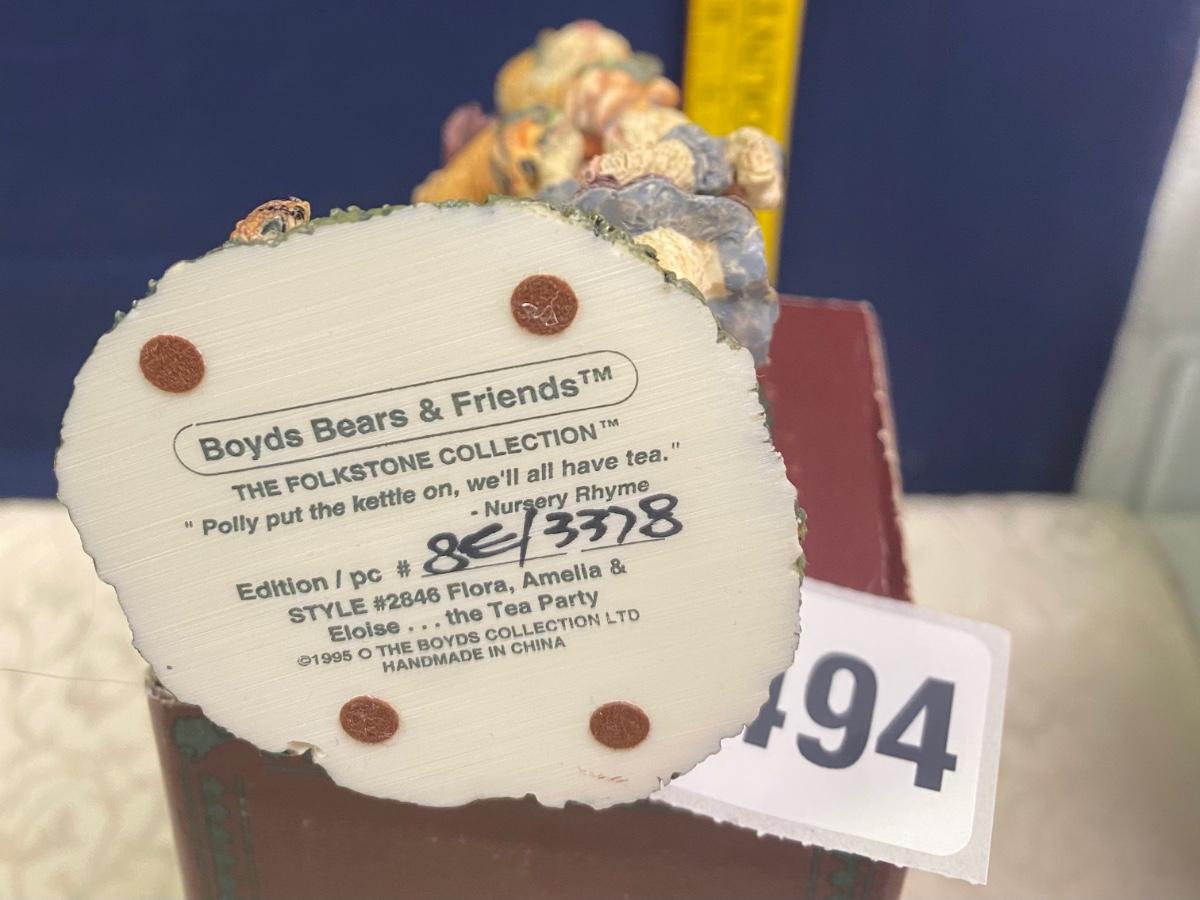 Boyds Bears & Friends™
THE FOLKSTONE COLLECTION™
" Polly put the kettle on, we'll all have tea."
- Nursery Rhyme
Edition / pc # 8E/3378
STYLE #2846 Flora, Amelia &
Eloise . . . the Tea Party
©1995 O THE BOYDS COLLECTION LTD
HANDMADE IN CHINA
494